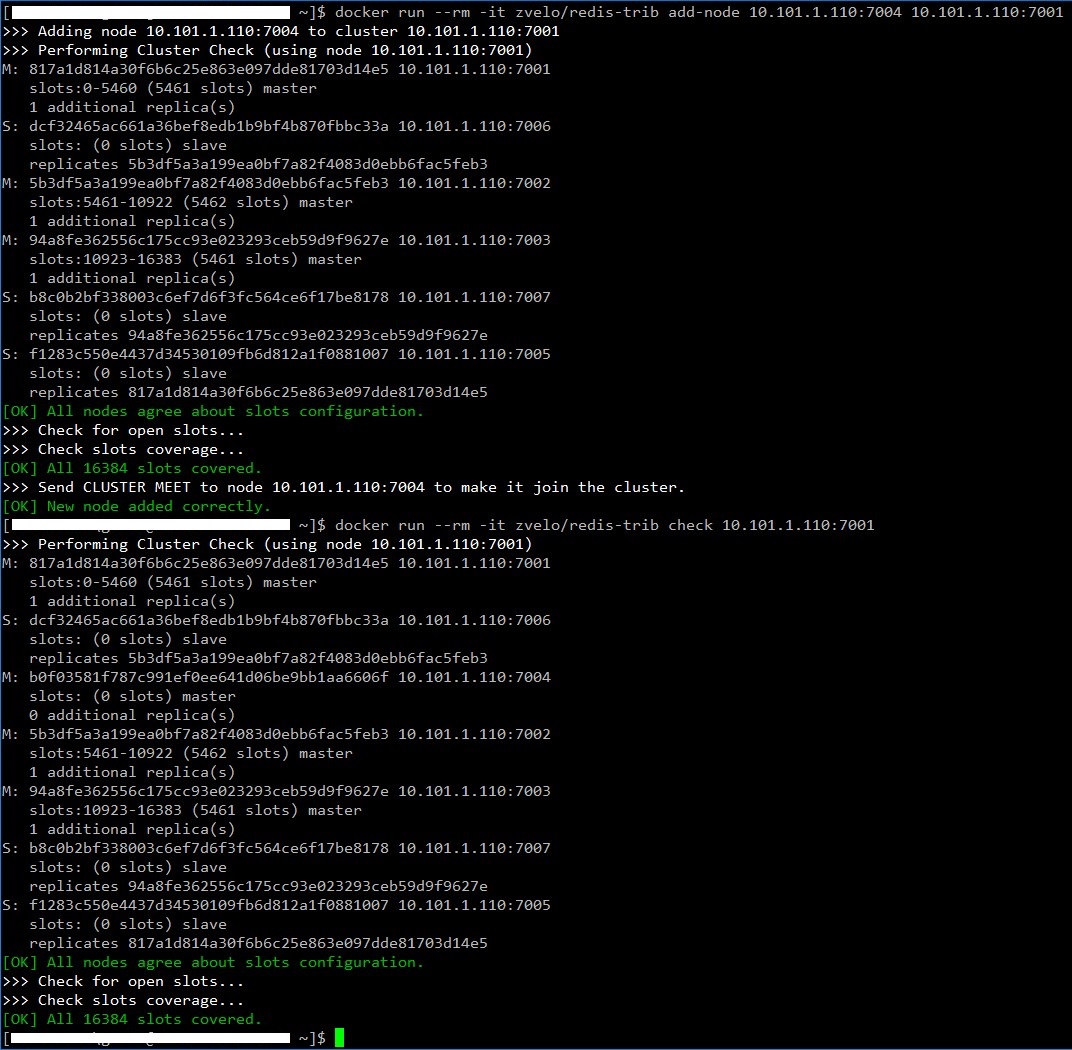 [ ~]$ docker run --rm -it zvelo/redis-trib add-node 10.101.1.110:7004 10.101.1.110:7001
>>> Adding node 10.101.1.110:7004 to cluster 10.101.1.110:7001
>>> Performing Cluster Check (using node 10.101.1.110:7001)
M: 817a1d814a30f6b6c25e863e097dde81703d14e5 10.101.1.110:7001
   slots:0-5460 (5461 slots) master
   1 additional replica(s)
S: dcf32465ac661a36bef8edb1b9bf4b870fbbc33a 10.101.1.110:7006
   slots: (0 slots) slave
   replicates 5b3df5a3a199ea0bf7a82f4083d0ebb6fac5feb3
M: 5b3df5a3a199ea0bf7a82f4083d0ebb6fac5feb3 10.101.1.110:7002
   slots:5461-10922 (5462 slots) master
   1 additional replica(s)
M: 94a8fe362556c175cc93e023293ceb59d9f9627e 10.101.1.110:7003
   slots:10923-16383 (5461 slots) master
   1 additional replica(s)
S: b8c0b2bf338003c6ef7d6f3fc564ce6f17be8178 10.101.1.110:7007
   slots: (0 slots) slave
   replicates 94a8fe362556c175cc93e023293ceb59d9f9627e
S: f1283c550e4437d34530109fb6d812a1f0881007 10.101.1.110:7005
   slots: (0 slots) slave
   replicates 817a1d814a30f6b6c25e863e097dde81703d14e5
[OK] All nodes agree about slots configuration.
>>> Check for open slots...
>>> Check slots coverage...
[OK] All 16384 slots covered.
>>> Send CLUSTER MEET to node 10.101.1.110:7004 to make it join the cluster.
[OK] New node added correctly.
[ ~]$ docker run --rm -it zvelo/redis-trib check 10.101.1.110:7001
>>> Performing Cluster Check (using node 10.101.1.110:7001)
M: 817a1d814a30f6b6c25e863e097dde81703d14e5 10.101.1.110:7001
   slots:0-5460 (5461 slots) master
   1 additional replica(s)
S: dcf32465ac661a36bef8edb1b9bf4b870fbbc33a 10.101.1.110:7006
   slots: (0 slots) slave
   replicates 5b3df5a3a199ea0bf7a82f4083d0ebb6fac5feb3
M: b0f03581f787c991ef0ee641d06be9bb1aa6606f 10.101.1.110:7004
   slots: (0 slots) master
   0 additional replica(s)
M: 5b3df5a3a199ea0bf7a82f4083d0ebb6fac5feb3 10.101.1.110:7002
   slots:5461-10922 (5462 slots) master
   1 additional replica(s)
M: 94a8fe362556c175cc93e023293ceb59d9f9627e 10.101.1.110:7003
   slots:10923-16383 (5461 slots) master
   1 additional replica(s)
S: b8c0b2bf338003c6ef7d6f3fc564ce6f17be8178 10.101.1.110:7007
   slots: (0 slots) slave
   replicates 94a8fe362556c175cc93e023293ceb59d9f9627e
S: f1283c550e4437d34530109fb6d812a1f0881007 10.101.1.110:7005
   slots: (0 slots) slave
   replicates 817a1d814a30f6b6c25e863e097dde81703d14e5
[OK] All nodes agree about slots configuration.
>>> Check for open slots...
>>> Check slots coverage...
[OK] All 16384 slots covered.
[ ~]$